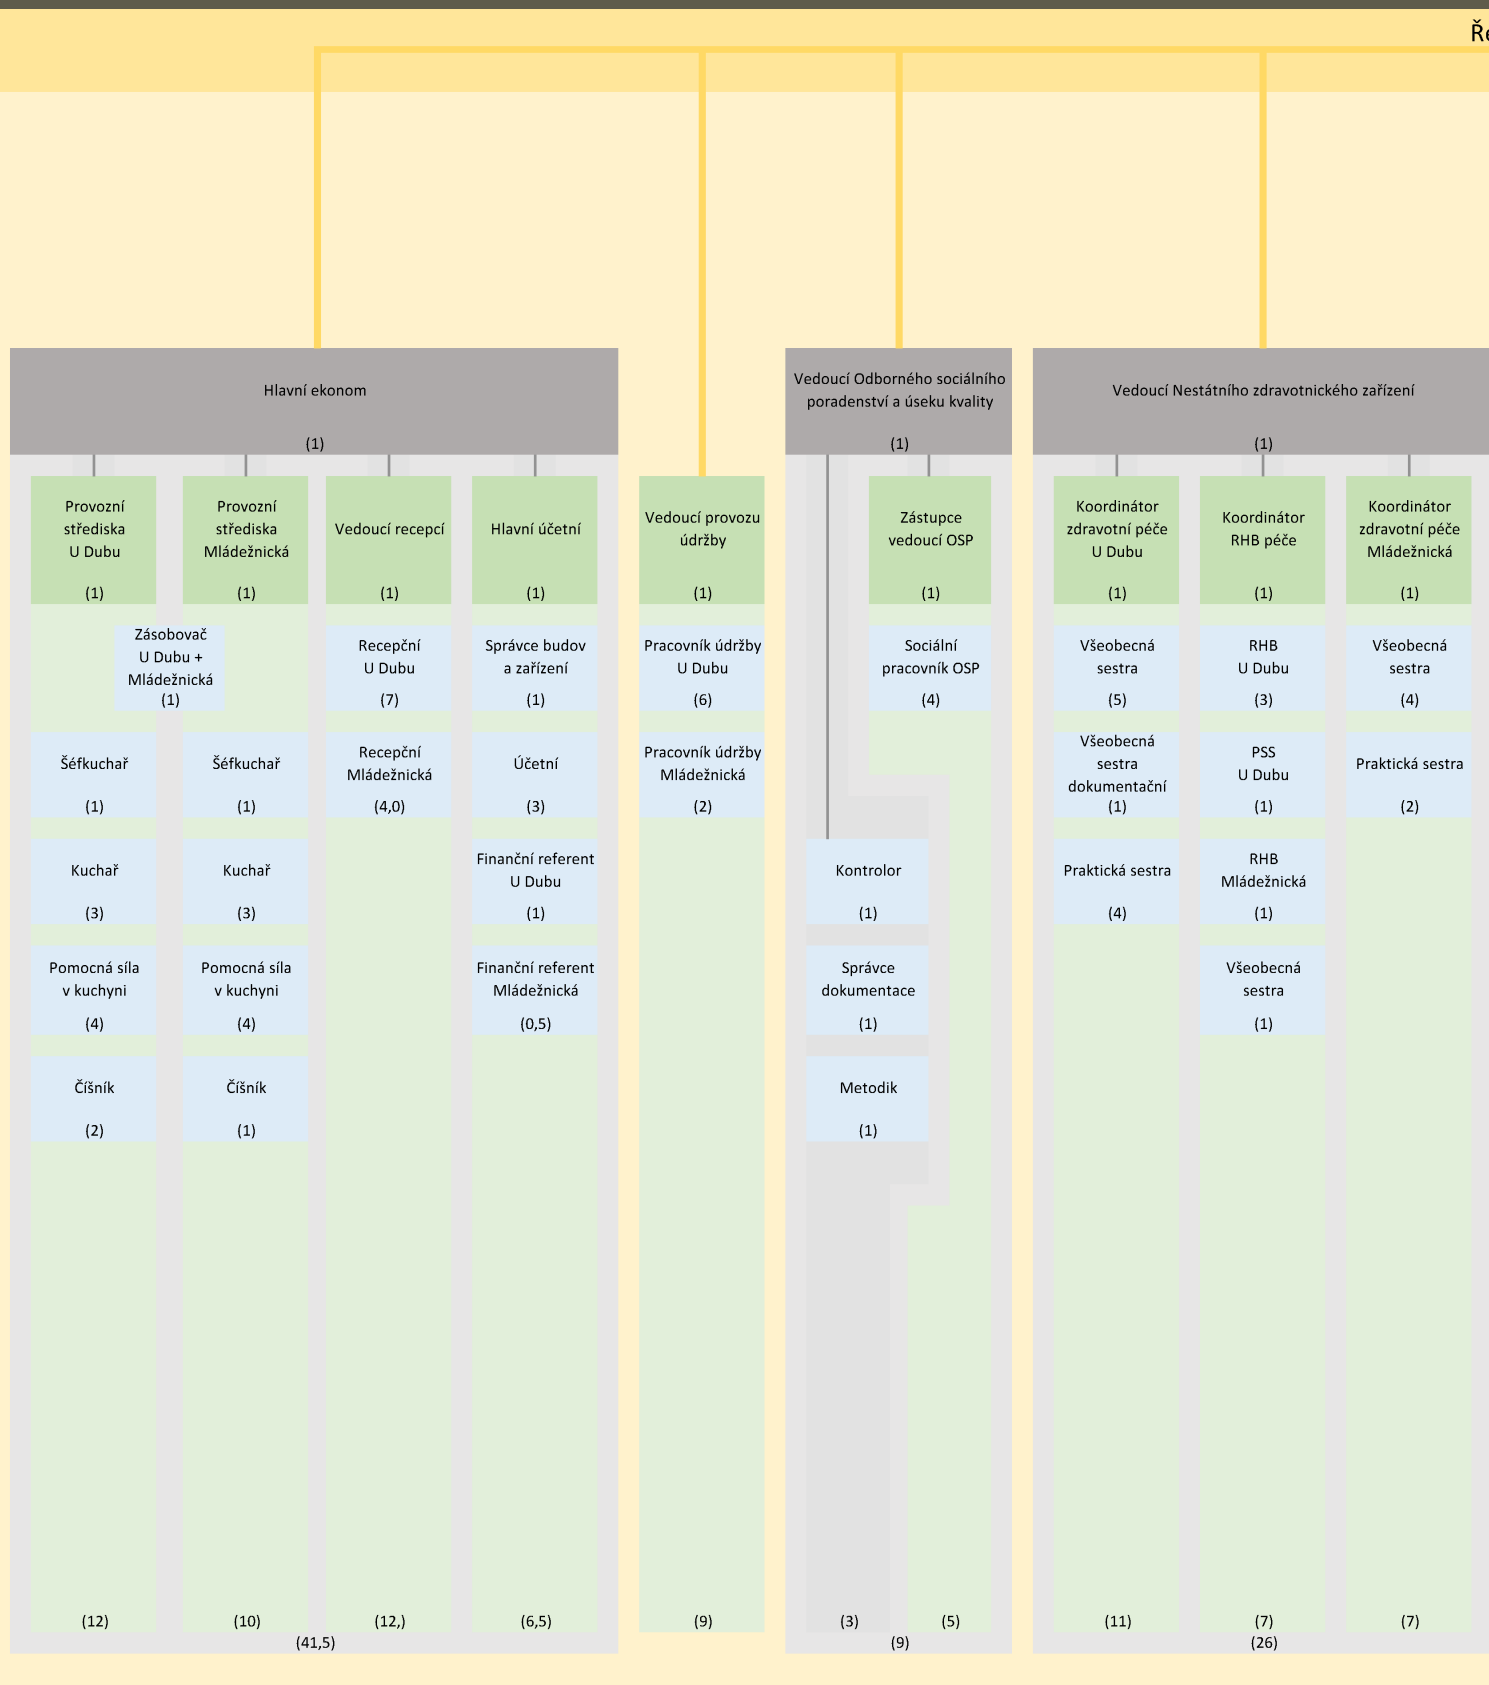 Ře
Hlavní ekonom
(1)
Vedoucí Odborného sociálního
poradenství a úseku kvality
(1)
Vedoucí Nestátního zdravotnického zařízení
(1)
Provozní
střediska
U Dubu
(1)
Provozní
střediska
Mládežnická
(1)
Vedoucí recepcí
(1)
Hlavní účetní
(1)
Vedoucí provozu
údržby
(1)
Zástupce
vedoucí OSP
(1)
Koordinátor
zdravotní péče
U Dubu
(1)
Koordinátor
RHB péče
(1)
Koordinátor
zdravotní péče
Mládežnická
(1)
Zásobovač
U Dubu +
Mládežnická
(1)
Recepční
U Dubu
(7)
Správce budov
a zařízení
(1)
Pracovník údržby
U Dubu
(6)
Sociální
pracovník OSP
(4)
Všeobecná
sestra
(5)
RHB
U Dubu
(3)
Všeobecná
sestra
(4)
Šéfkuchař
(1)
Šéfkuchař
(1)
Recepční
Mládežnická
(4,0)
Účetní
(3)
Pracovník údržby
Mládežnická
(2)
Všeobecná
sestra
dokumentační
(1)
PSS
U Dubu
(1)
Praktická sestra
(2)
Kuchař
(3)
Kuchař
(3)
Finanční referent
U Dubu
(1)
Kontrolor
(1)
Praktická sestra
(4)
RHB
Mládežnická
(1)
Pomocná síla
v kuchyni
(4)
Pomocná síla
v kuchyni
(4)
Finanční referent
Mládežnická
(0,5)
Správce
dokumentace
(1)
Všeobecná
sestra
(1)
Číšník
(2)
Číšník
(1)
Metodik
(1)
(12)
(10)
(12,)
(6,5)
(9)
(3)
(5)
(11)
(7)
(7)
(41,5)
(9)
(26)